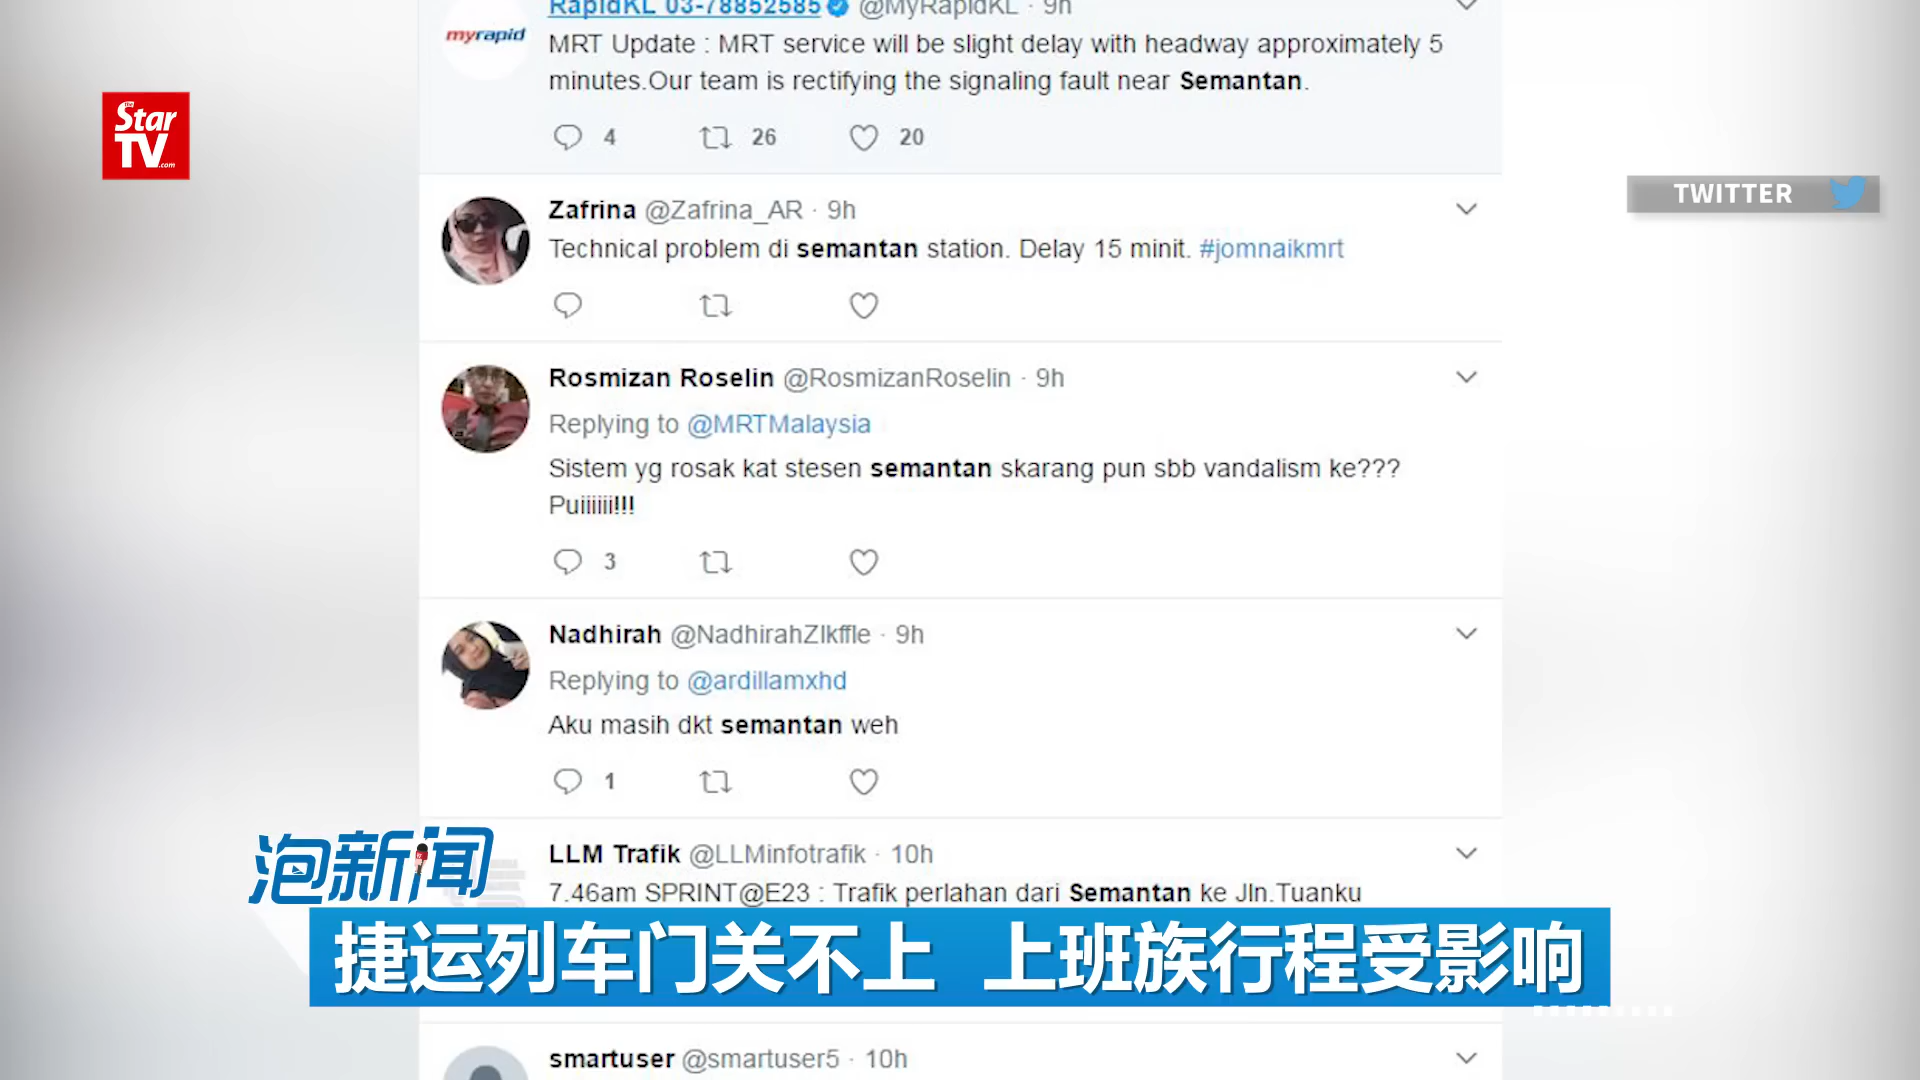 RapidKL 03-78852585 @MyRapidKL · 9h
myrapid
MRT Update : MRT service will be slight delay with headway approximately 5
minutes.Our team is rectifying the signaling fault near Semantan.
4 26 20
the Star
TV.com
TWITTER
Zafrina @Zafrina_AR · 9h
Technical problem di semantan station. Delay 15 minit. #jomnaikmrt
Rosmizan Roselin @RosmizanRoselin · 9h
Replying to @MRTMalaysia
Sistem yg rosak kat stesen semantan skarang pun sbb vandalism ke???
Puiiiiii!!!
3
Nadhirah @NadhirahZlkffle · 9h
Replying to @ardillamxhd
Aku masih dkt semantan weh
1
泡新闻
LLM Trafik @LLMinfotrafik · 10h
7.46am SPRINT@E23 : Trafik perlahan dari Semantan ke Jln.Tuanku
捷运列车门关不上 上班族行程受影响
smartuser @smartuser5 · 10h